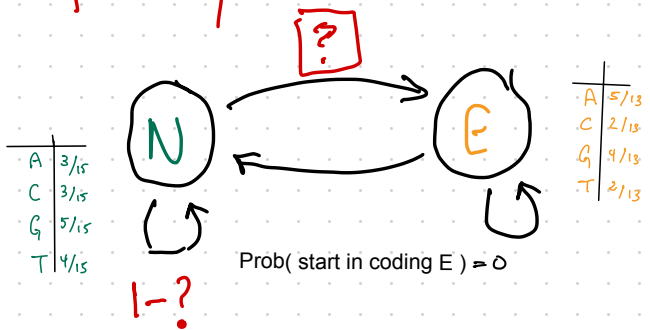 ?
N
E
A 3/15
C 3/15
G 5/15
T 4/15
A 5/13
C 2/13
G 4/13
T 2/13
Prob( start in coding E ) = 0
1-?